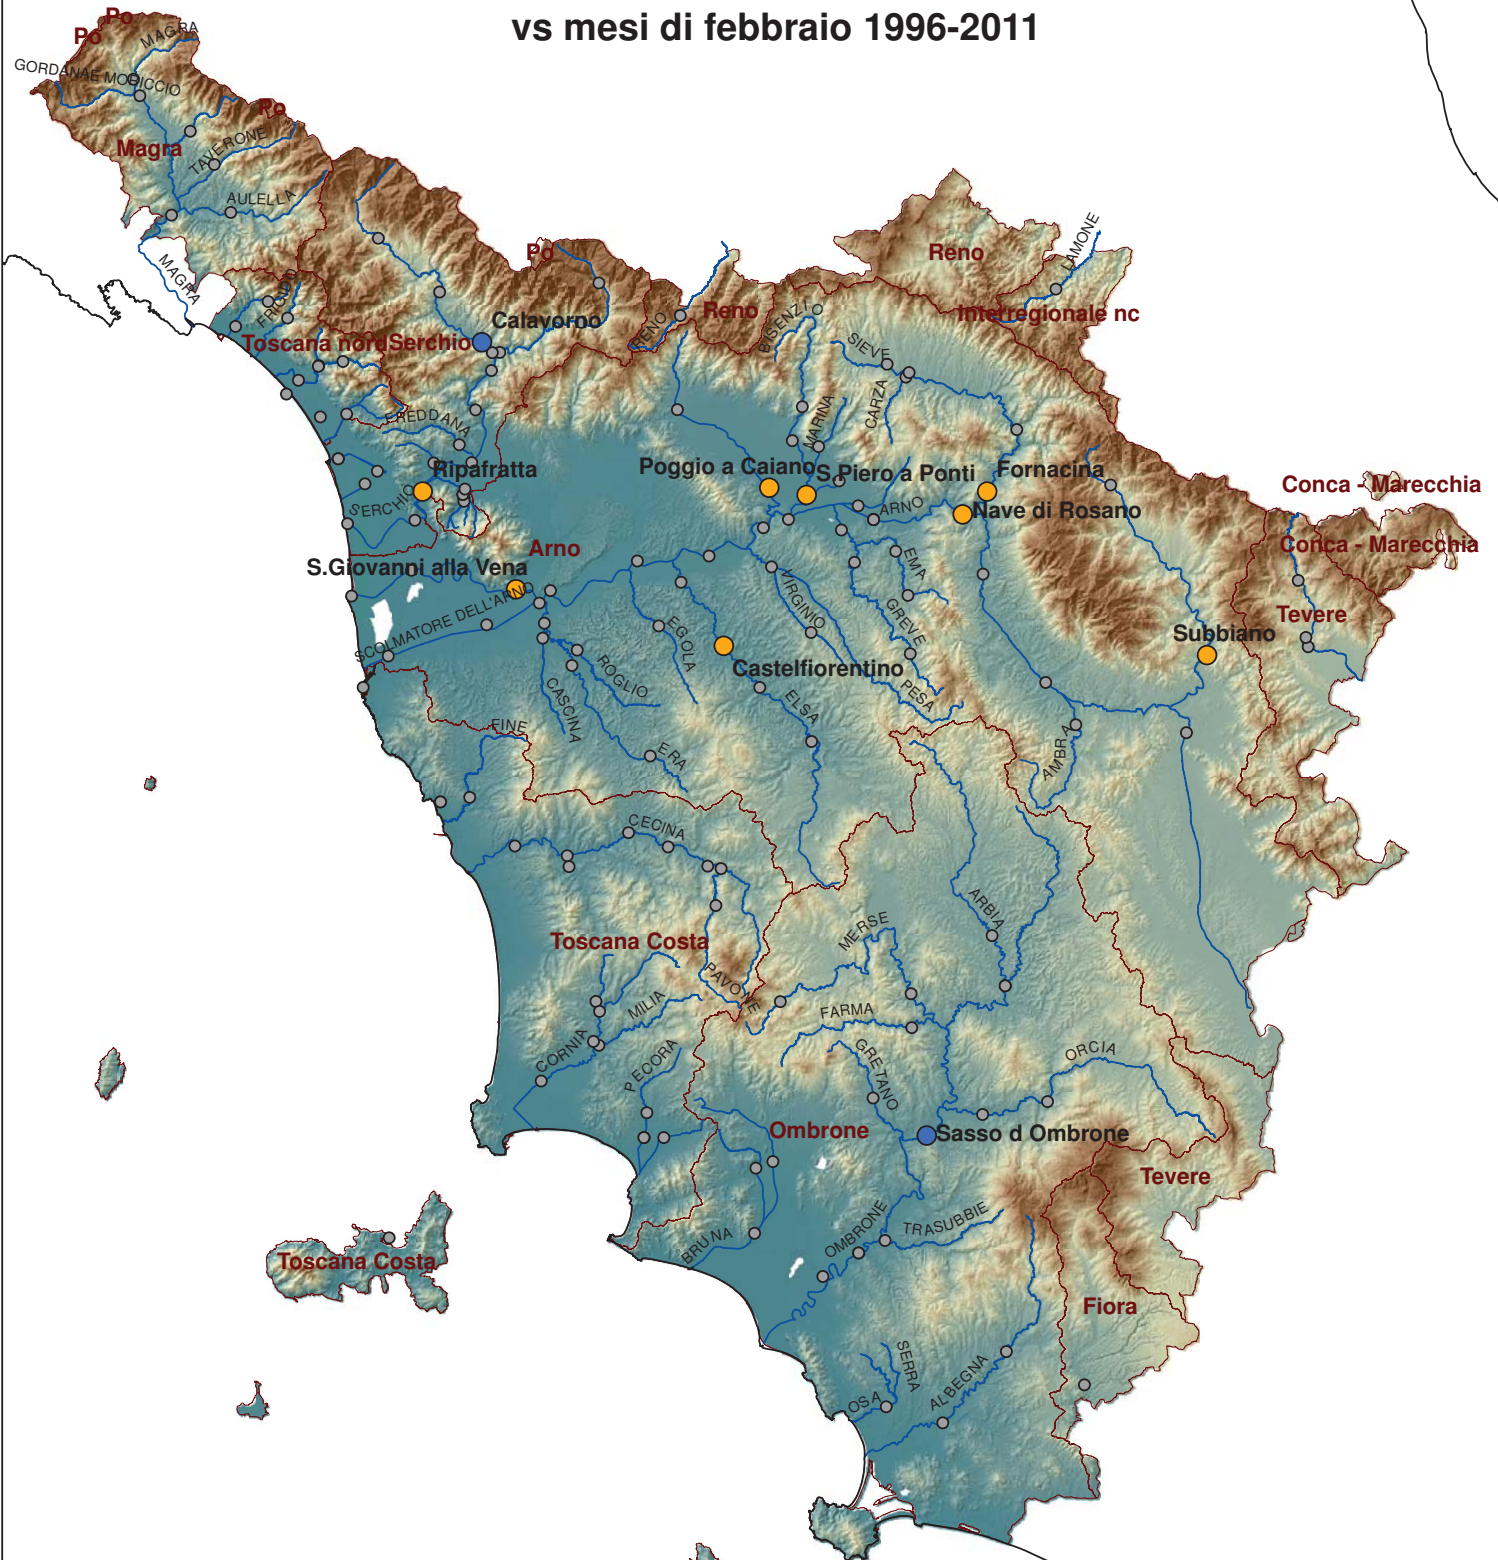 vs mesi di febbraio 1996-2011
Po
Po
MAGRA
GORDANA
E MORICCIO
Po
Magra
TAVERONE
AULELLA
MAGRA
FRIGIDO
Toscana nord
Serchio
Calavorno
Po
RENO
Reno
BISENZIO
Reno
LAMONE
Interregionale nc
SIEVE
CARZA
MARINA
FREDDANA
Ripafratta
SERCHIO
Poggio a Caiano
S.Piero a Ponti
Fornacina
ARNO
Nave di Rosano
Conca - Marecchia
Conca - Marecchia
Arno
S.Giovanni alla Vena
SCOLMATORE DELL'ARNO
EMA
VIRGINIO
GREVE
EGOLA
Tevere
Subbiano
Castelfiorentino
ROGLIO
CASCINA
PESA
ELSA
FINE
ERA
AMBRA
CECINA
ARBIA
MERSE
Toscana Costa
PAVONE
MILIA
FARMA
CORNIA
PECORA
GRETANO
ORCIA
Ombrone
Sasso d Ombrone
Tevere
BRUNA
OMBRONE
TRASUBBIE
Toscana Costa
Fiora
SERRA
OSA
ALBEGNA